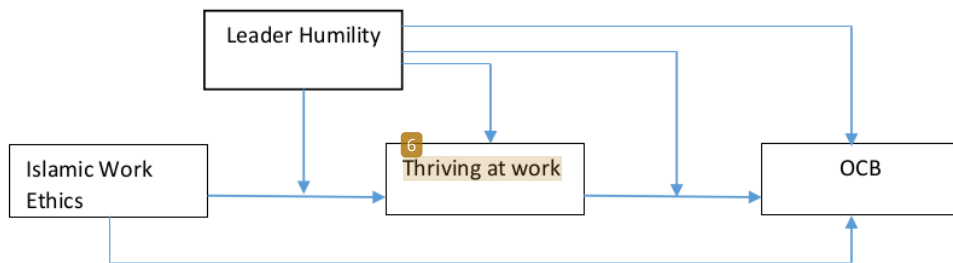 Leader Humility
6
Thriving at work
Islamic Work
Ethics
OCB